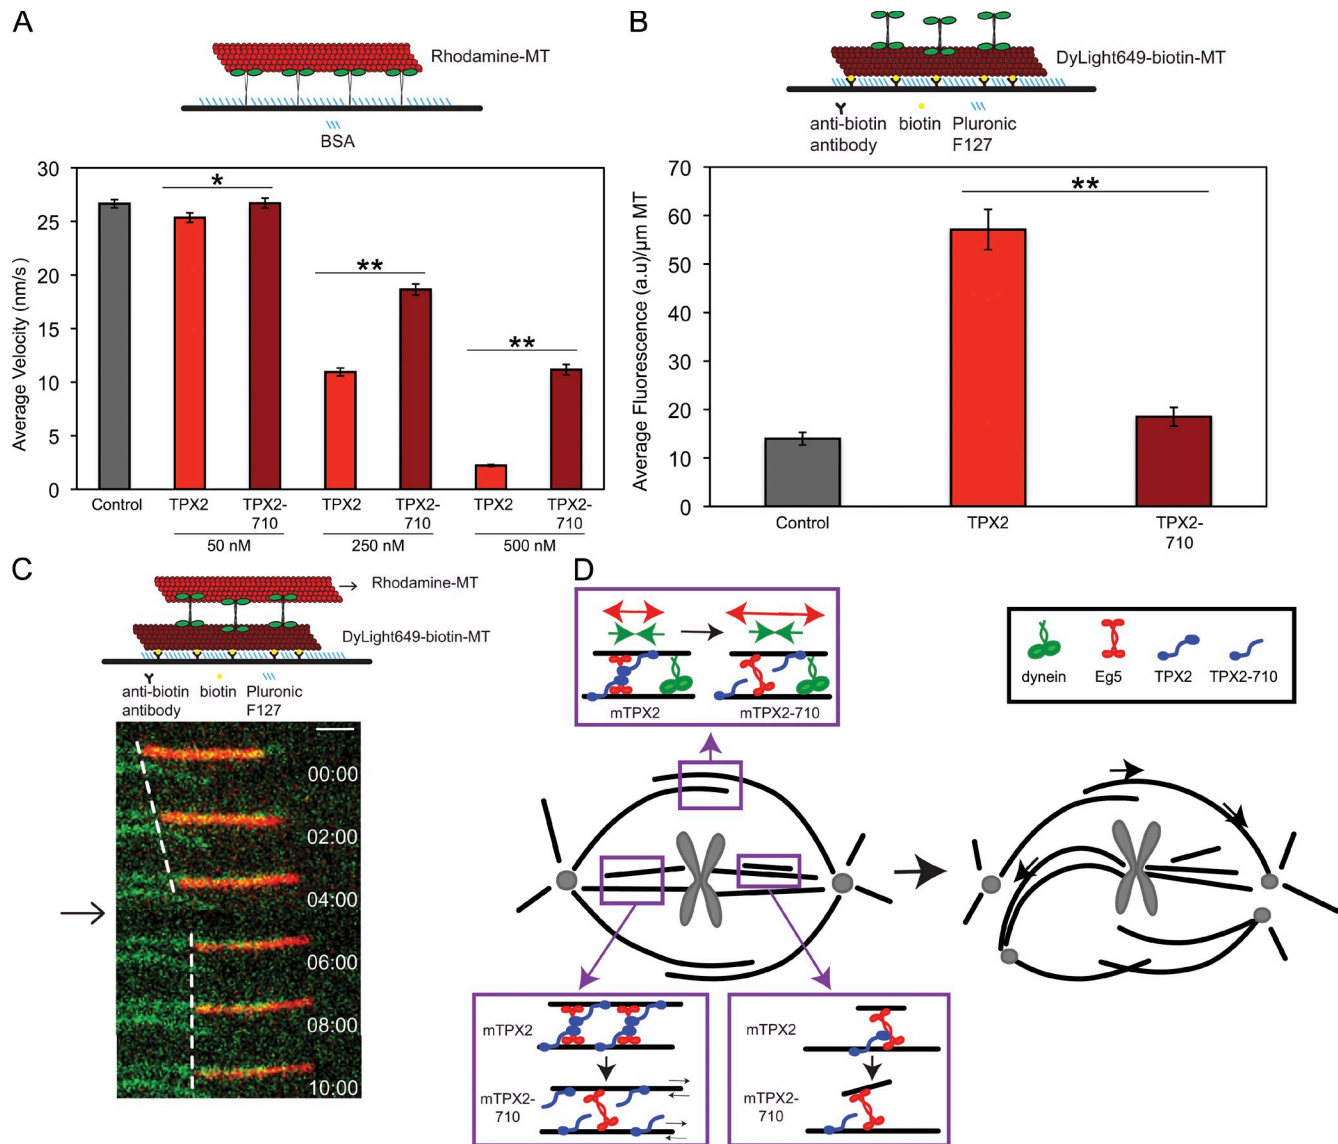 A
Rhodamine-MT
BSA
Average Velocity (nm/s)
30
25
20
15
10
5
0
*
**
**
Control
TPX2
TPX2-
710
TPX2
TPX2-
710
TPX2
TPX2-
710
50 nM
250 nM
500 nM
B
DyLight649-biotin-MT
anti-biotin
antibody
biotin
Pluronic
F127
Average Fluorescence (a.u)/µm MT
70
60
50
40
30
20
10
0
**
Control
TPX2
TPX2-
710
C
Rhodamine-MT
DyLight649-biotin-MT
anti-biotin
antibody
biotin
Pluronic
F127
00:00
02:00
04:00
06:00
08:00
10:00
D
mTPX2
mTPX2-710
dynein
Eg5
TPX2
TPX2-710
mTPX2
mTPX2-
710
mTPX2
mTPX2-
710